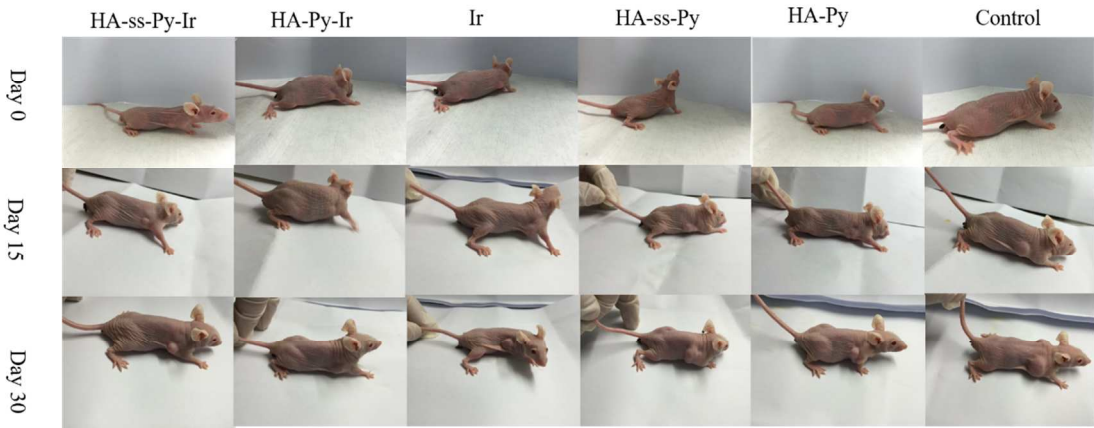 HA-ss-Py-Ir HA-Py-Ir Ir HA-ss-Py HA-Py Control
Day 0
Day 15
Day 30